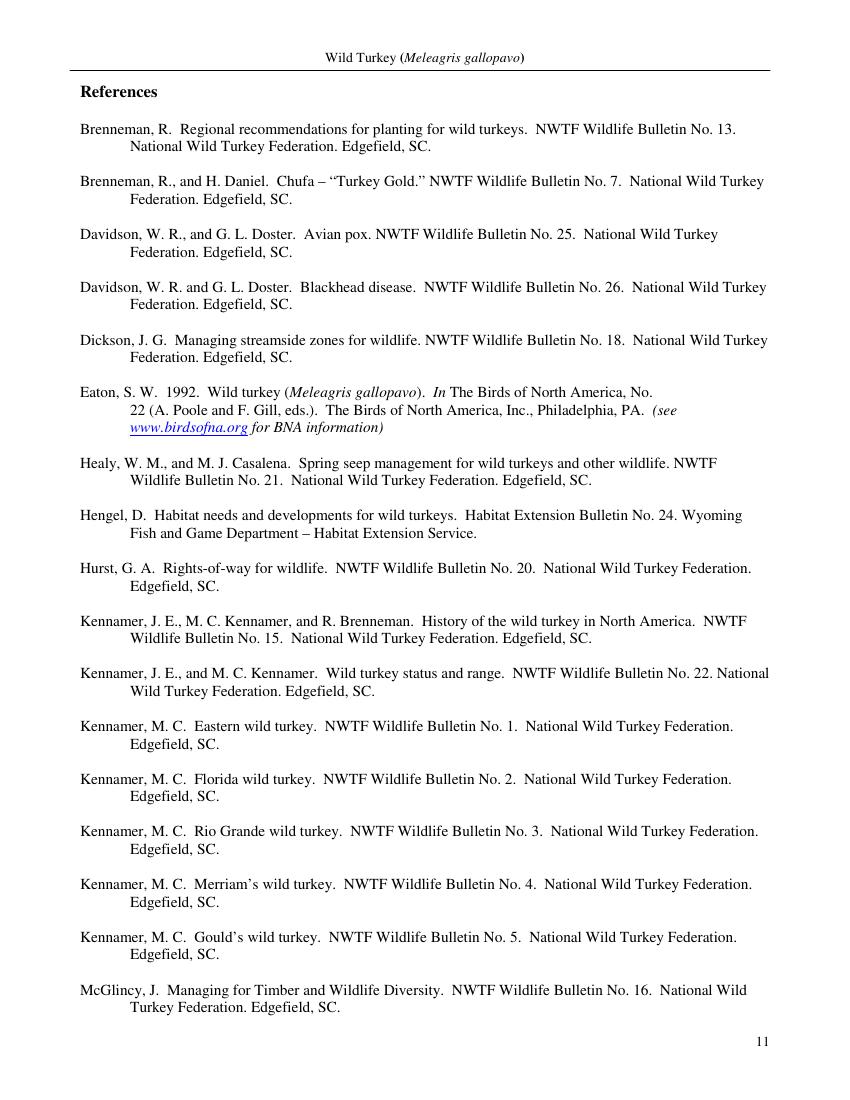 Wild Turkey (Meleagris gallopavo)
References
Brenneman, R.  Regional recommendations for planting for wild turkeys.  NWTF Wildlife Bulletin No. 13.
National Wild Turkey Federation. Edgefield, SC.
Brenneman, R., and H. Daniel.  Chufa – “Turkey Gold.” NWTF Wildlife Bulletin No. 7.  National Wild Turkey
Federation. Edgefield, SC.
Davidson, W. R., and G. L. Doster.  Avian pox. NWTF Wildlife Bulletin No. 25.  National Wild Turkey
Federation. Edgefield, SC.
Davidson, W. R. and G. L. Doster.  Blackhead disease.  NWTF Wildlife Bulletin No. 26.  National Wild Turkey
Federation. Edgefield, SC.
Dickson, J. G.  Managing streamside zones for wildlife. NWTF Wildlife Bulletin No. 18.  National Wild Turkey
Federation. Edgefield, SC.
Eaton, S. W.  1992.  Wild turkey (Meleagris gallopavo).  In The Birds of North America, No.
22 (A. Poole and F. Gill, eds.).  The Birds of North America, Inc., Philadelphia, PA.  (see
www.birdsofna.org for BNA information)
Healy, W. M., and M. J. Casalena.  Spring seep management for wild turkeys and other wildlife. NWTF
Wildlife Bulletin No. 21.  National Wild Turkey Federation. Edgefield, SC.
Hengel, D.  Habitat needs and developments for wild turkeys.  Habitat Extension Bulletin No. 24. Wyoming
Fish and Game Department – Habitat Extension Service.
Hurst, G. A.  Rights-of-way for wildlife.  NWTF Wildlife Bulletin No. 20.  National Wild Turkey Federation.
Edgefield, SC.
Kennamer, J. E., M. C. Kennamer, and R. Brenneman.  History of the wild turkey in North America.  NWTF
Wildlife Bulletin No. 15.  National Wild Turkey Federation. Edgefield, SC.
Kennamer, J. E., and M. C. Kennamer.  Wild turkey status and range.  NWTF Wildlife Bulletin No. 22. National
Wild Turkey Federation. Edgefield, SC.
Kennamer, M. C.  Eastern wild turkey.  NWTF Wildlife Bulletin No. 1.  National Wild Turkey Federation.
Edgefield, SC.
Kennamer, M. C.  Florida wild turkey.  NWTF Wildlife Bulletin No. 2.  National Wild Turkey Federation.
Edgefield, SC.
Kennamer, M. C.  Rio Grande wild turkey.  NWTF Wildlife Bulletin No. 3.  National Wild Turkey Federation.
Edgefield, SC.
Kennamer, M. C.  Merriam’s wild turkey.  NWTF Wildlife Bulletin No. 4.  National Wild Turkey Federation.
Edgefield, SC.
Kennamer, M. C.  Gould’s wild turkey.  NWTF Wildlife Bulletin No. 5.  National Wild Turkey Federation.
Edgefield, SC.
McGlincy, J.  Managing for Timber and Wildlife Diversity.  NWTF Wildlife Bulletin No. 16.  National Wild
Turkey Federation. Edgefield, SC.
11